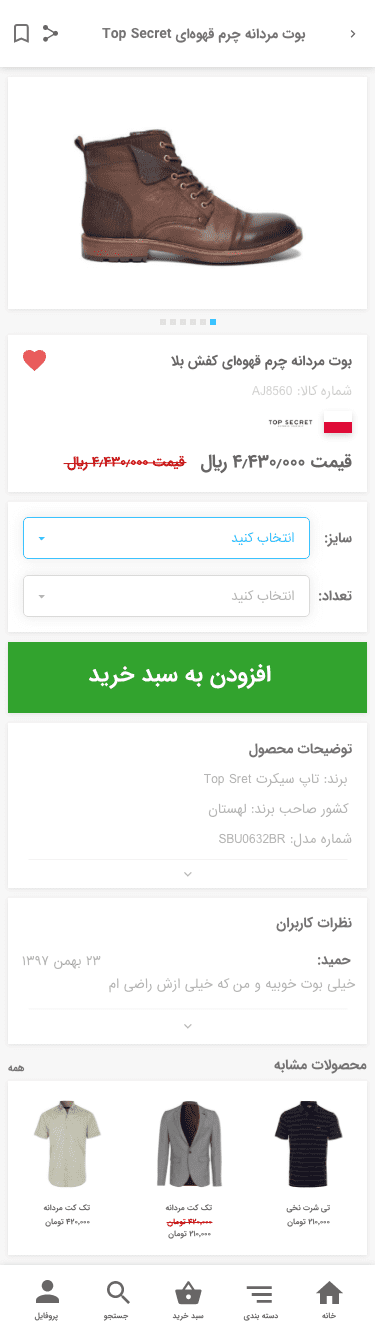 بوت مردانه چرم قهوه‌ای Top Secret
بوت مردانه چرم قهوه‌ای کفش بلا
شماره کالا: AJ8560
TOP SECRET
قیمت ۴٫۴۳۰٫۰۰۰ ریال قیمت ۴٫۴۳۰٫۰۰۰ ریال
سایز: انتخاب کنید
تعداد: انتخاب کنید
افزودن به سبد خرید
توضیحات محصول
برند: تاپ سیکرت Top Sret
کشور صاحب برند: لهستان
شماره مدل: SBU0632BR
نظرات کاربران
حمید: ۲۳ بهمن ۱۳۹۷
خیلی بوت خوبیه و من که خیلی ازش راضی ام
محصولات مشابه همه
تی شرت نخی تک کت مردانه تک کت مردانه
۲۱۰,۰۰۰ تومان ۴۲۰,۰۰۰ تومان ۴۲۰,۰۰۰ تومان
۲۱۰,۰۰۰ تومان
خانه دسته بندی سبد خرید جستجو پروفایل